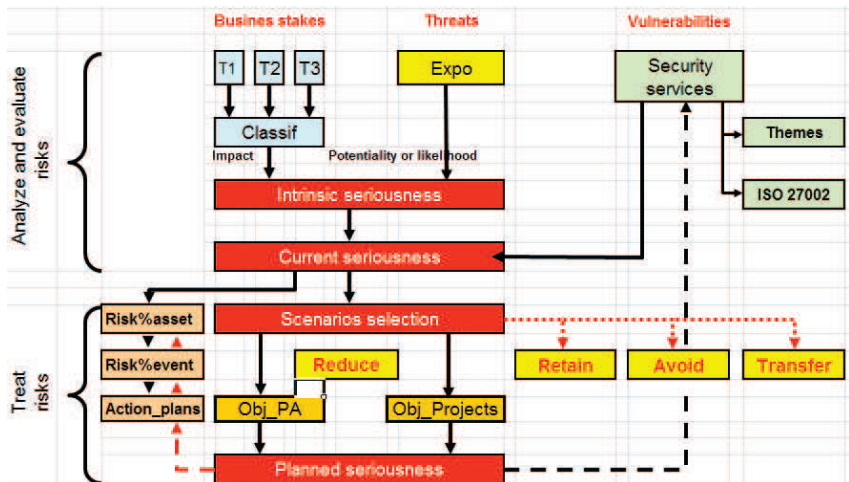 Busines stakes
Threats
Vulnerabilities
Analyze and evaluate
risks
T1
T2
T3
Expo
Security
services
Classif
Themes
Impact
Potentiality or likelihood
Intrinsic seriousness
ISO 27002
Current seriousness
Treat
risks
Risk%asset
Scenarios selection
Risk%event
Reduce
Retain
Avoid
Transfer
Action_plans
Obj_PA
Obj_Projects
Planned seriousness